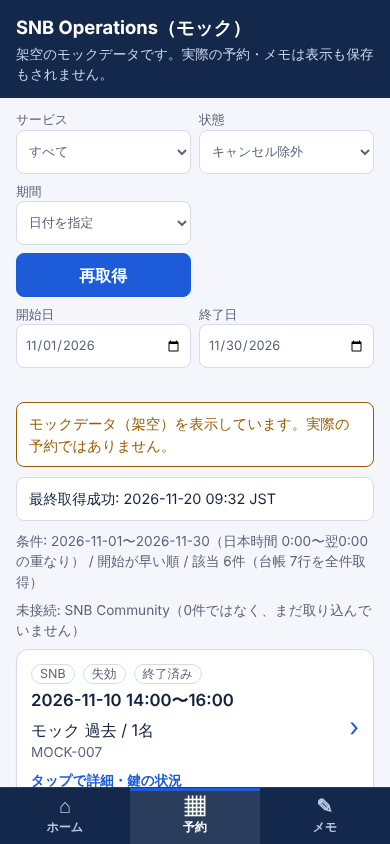 SNB Operations（モック）
架空のモックデータです。実際の予約・メモは表示も保存
もされません。
サービス
状態
すべて
キャンセル除外
期間
日付を指定
再取得
開始日
終了日
11/01/2026
11/30/2026
モックデータ（架空）を表示しています。実際の
予約ではありません。
最終取得成功: 2026-11-20 09:32 JST
条件: 2026-11-01〜2026-11-30（日本時間 0:00〜翌0:00
の重なり） / 開始が早い順 / 該当 6件（台帳 7行を全件取
得）
未接続: SNB Community（0件ではなく、まだ取り込んで
いません）
SNB
失効
終了済み
2026-11-10 14:00〜16:00
モック 過去 / 1名
MOCK-007
タップで詳細・鍵の状況
ホーム
予約
メモ